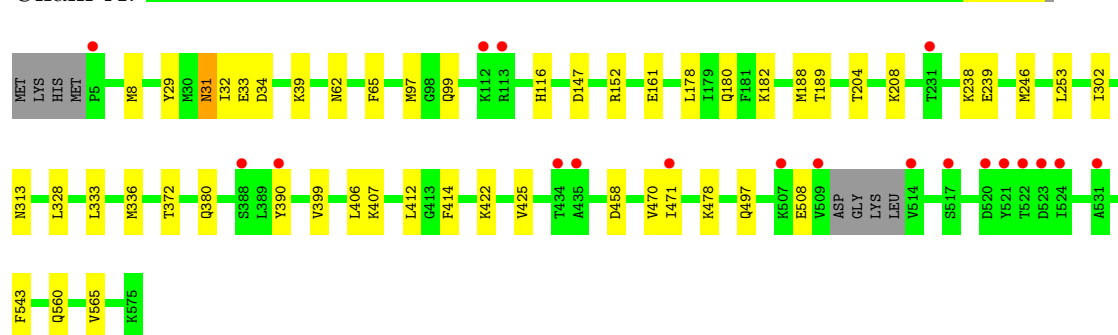 MET LYS HIS MET P5 M8 Y29 M30 N31 I32 E33 D34 K39 N62 F65 M97 G98 Q99 K112 R113 H116 D147 R152 E161 L178 I179 Q180 F181 K182 M188 T189 T204 K208 T231 K238 E239 M246 L253 I302
N313 L328 L333 M336 T372 Q380 S388 L389 Y390 V399 L406 K407 L412 G413 F414 K422 V425 T434 A435 D458 V470 I471 K478 Q497 K507 E508 V509 ASP GLY LYS LEU V514 S517 D520 Y521 T522 D523 I524 A531
F543 Q560 V565 K575